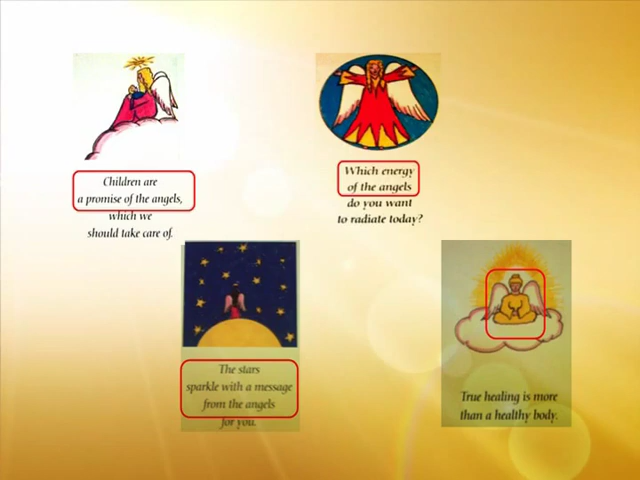 Children are
a promise of the angels,
which we
should take care of.
Which energy
of the angels
do you want
to radiate today?
The stars
sparkle with a message
from the angels
for you.
True healing is more
than a healthy body.